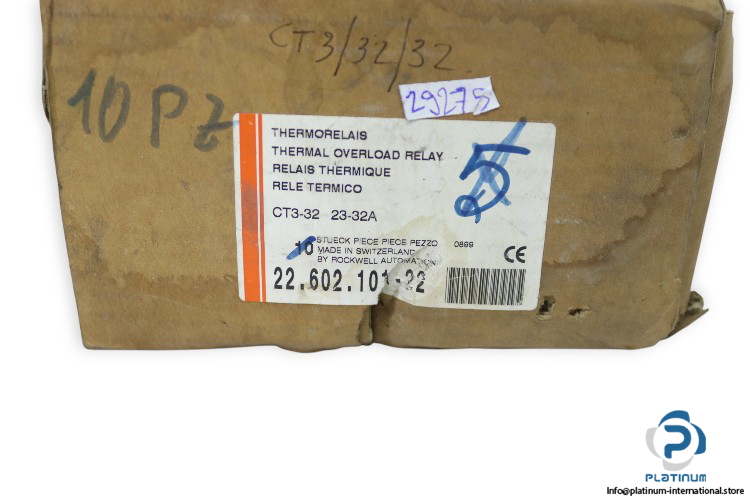 CT3/32/32
10 PZ
29278
THERMORELAIS
THERMAL OVERLOAD RELAY
RELAIS THERMIQUE
RELE TERMICO
5
CT3-32 23-32A
10 STUECK PIECE PIECE PEZZO 0899
MADE IN SWITZERLAND
BY ROCKWELL AUTOMATION
CE
22.602.101-22
PLATINUM
Info@platinum-international.store